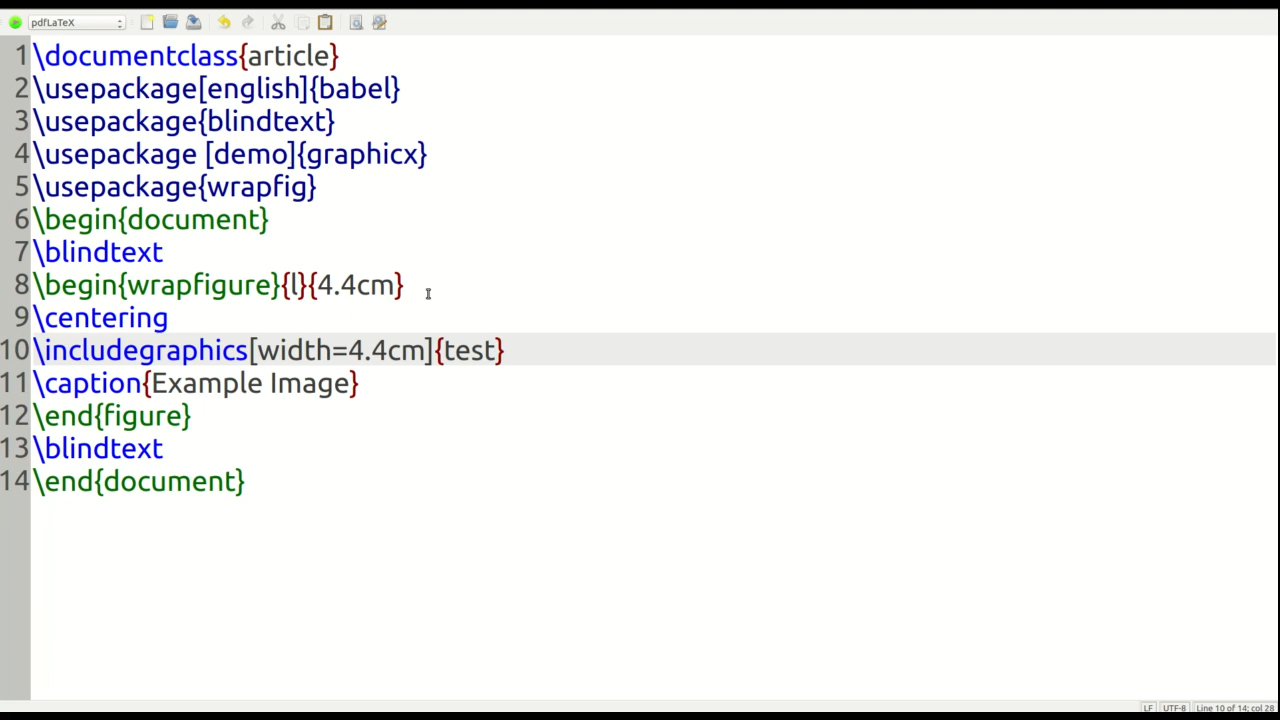 pdfLaTeX
1 \documentclass{article}
2 \usepackage[english]{babel}
3 \usepackage{blindtext}
4 \usepackage [demo]{graphicx}
5 \usepackage{wrapfig}
6 \begin{document}
7 \blindtext
8 \begin{wrapfigure}{l}{4.4cm}
9 \centering
10 \includegraphics[width=4.4cm]{test}
11 \caption{Example Image}
12 \end{figure}
13 \blindtext
14 \end{document}
LF UTF-8 Line 10 of 14; col 28